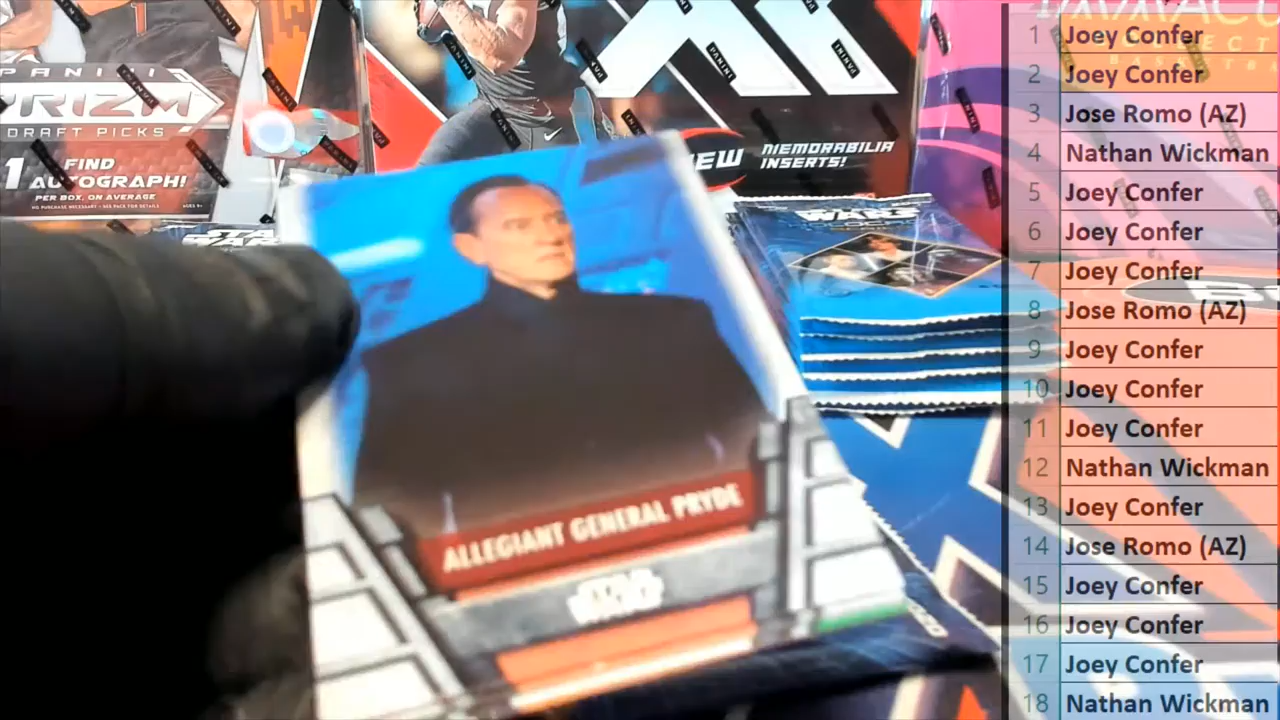 PANINI
PRIZM
DRAFT PICKS
1 FIND
AUTOGRAPH!
PER BOX, ON AVERAGE
NEW MEMORABILIA
INSERTS!
STAR
WARS
WARS
ALLEGIANT GENERAL PRYDE
STAR
WARS
1 Joey Confer
2 Joey Confer
3 Jose Romo (AZ)
4 Nathan Wickman
5 Joey Confer
6 Joey Confer
7 Joey Confer
8 Jose Romo (AZ)
9 Joey Confer
10 Joey Confer
11 Joey Confer
12 Nathan Wickman
13 Joey Confer
14 Jose Romo (AZ)
15 Joey Confer
16 Joey Confer
17 Joey Confer
18 Nathan Wickman